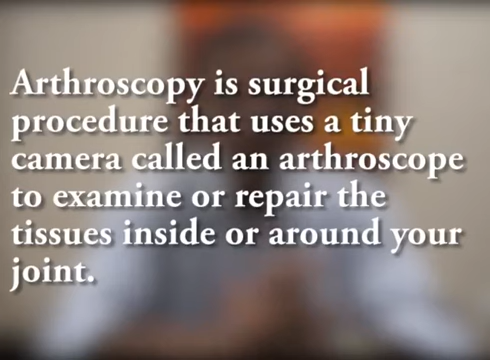 Arthroscopy is surgical
procedure that uses a tiny
camera called an arthroscope
to examine or repair the
tissues inside or around your
joint.